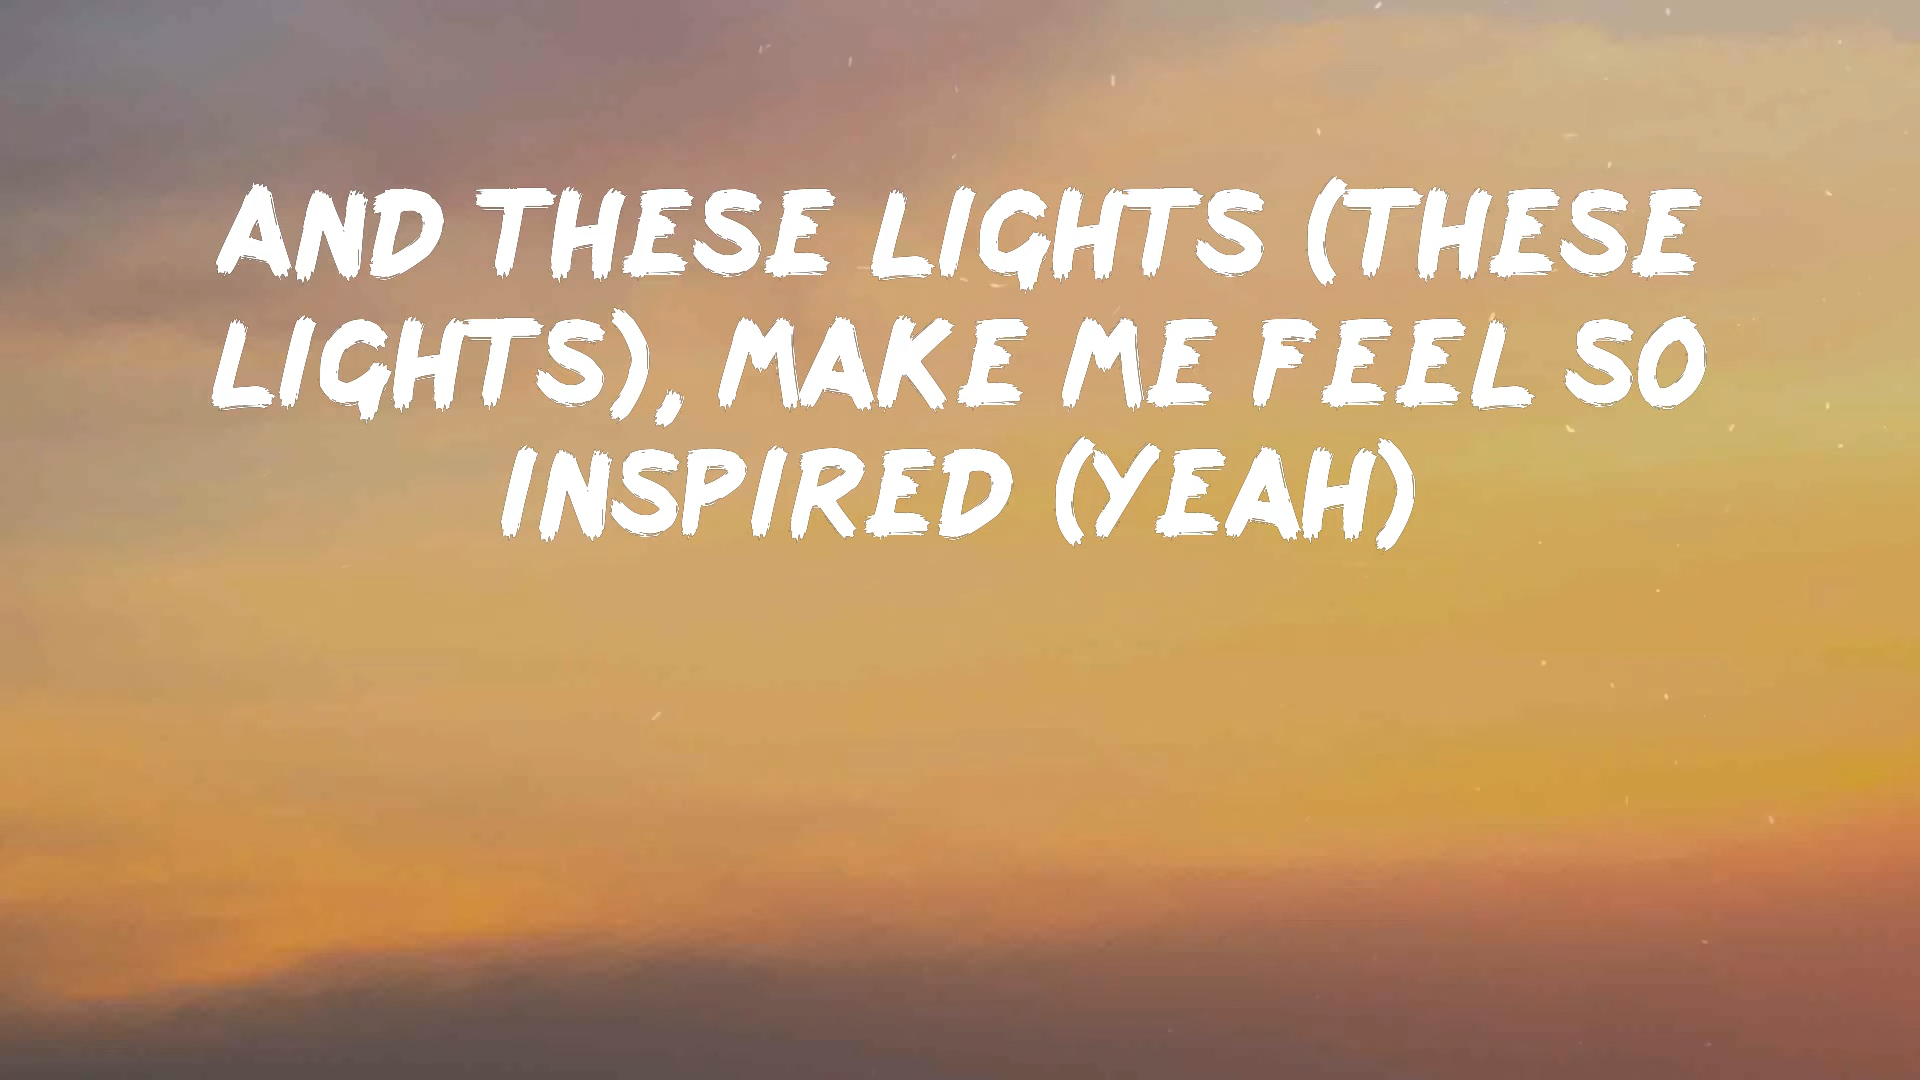 AND THESE LIGHTS (THESE
LIGHTS), MAKE ME FEEL SO
INSPIRED (YEAH)